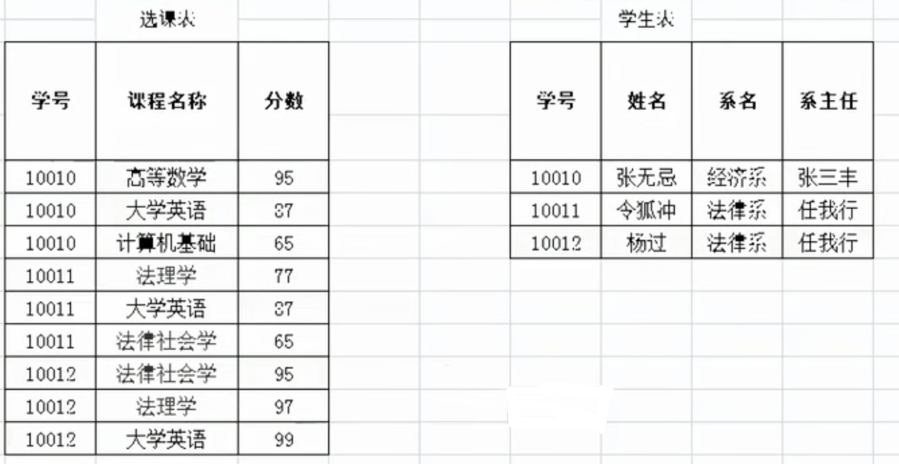 选课表
学号 课程名称 分数
10010 高等数学 95
10010 大学英语 87
10010 计算机基础 65
10011 法理学 77
10011 大学英语 87
10011 法律社会学 65
10012 法律社会学 95
10012 法理学 97
10012 大学英语 99
学生表
学号 姓名 系名 系主任
10010 张无忌 经济系 张三丰
10011 令狐冲 法律系 任我行
10012 杨过 法律系 任我行